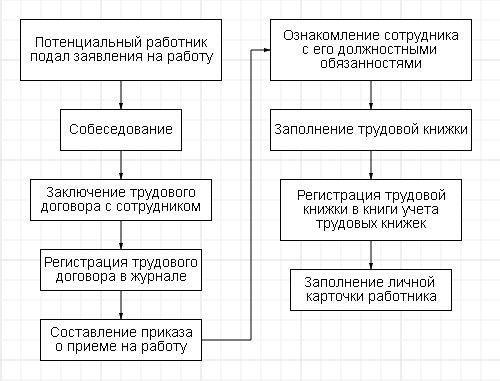 Потенциальный работник
подал заявления на работу
Собеседование
Заключение трудового
договора с сотрудником
Регистрация трудового
договора в журнале
Составление приказа
о приеме на работу
Ознакомление сотрудника
с его должностными
обязанностями
Заполнение трудовой книжки
Регистрация трудовой
книжки в книги учета
трудовых книжек
Заполнение личной
карточки работника